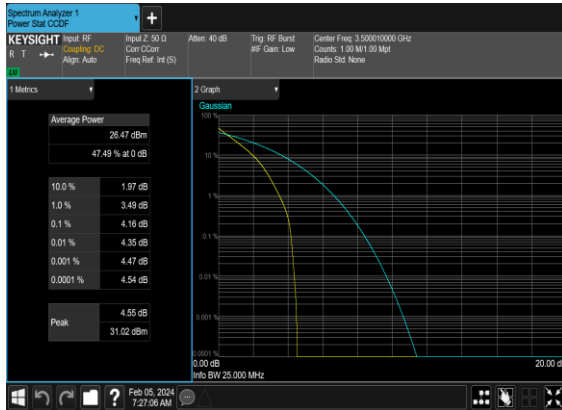 Spectrum Analyzer 1
Power Stat CCDF
KEYSIGHT
R T
LXI
Input: RF
Coupling: DC
Align: Auto
Input Z: 50 Ω
Corr CCorr
Freq Ref: Int (S)
Atten: 40 dB
Trig: RF Burst
#IF Gain: Low
Center Freq: 3.500010000 GHz
Counts: 1.00 M/1.00 Mpt
Radio Std: None
1 Metrics
Average Power
26.47 dBm
47.49 % at 0 dB
10.0 % 1.97 dB
1.0 % 3.49 dB
0.1 % 4.16 dB
0.01 % 4.35 dB
0.001 % 4.47 dB
0.0001 % 4.54 dB
Peak
4.55 dB
31.02 dBm
2 Graph
Gaussian
100 %
10 %
1 %
0.1 %
0.01 %
0.001 %
0.0001 %
0.00 dB
20.00 dB
Info BW 25.000 MHz
?
Feb 05, 2024
7:27:06 AM